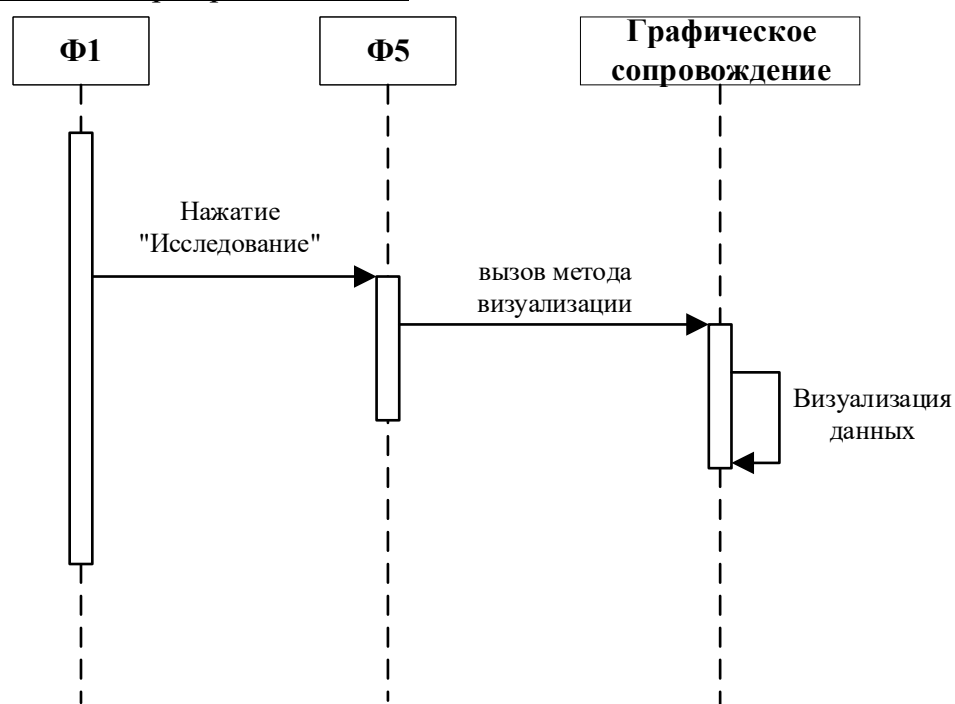 Ф1
Ф5
Графическое
сопровождение
Нажатие
"Исследование"
вызов метода
визуализации
Визуализация
данных